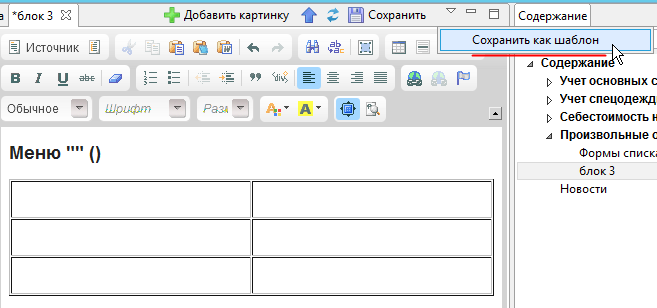 *блок 3
Добавить картинку
Сохранить
Содержание
Сохранить как шаблон
Источник
B I U abc
Содержание
Учет основных с
Учет спецодежд
Себестоимость н
Произвольные с
Формы списка
блок 3
Новости
Обычное
Шрифт
Разм
Меню "" ()